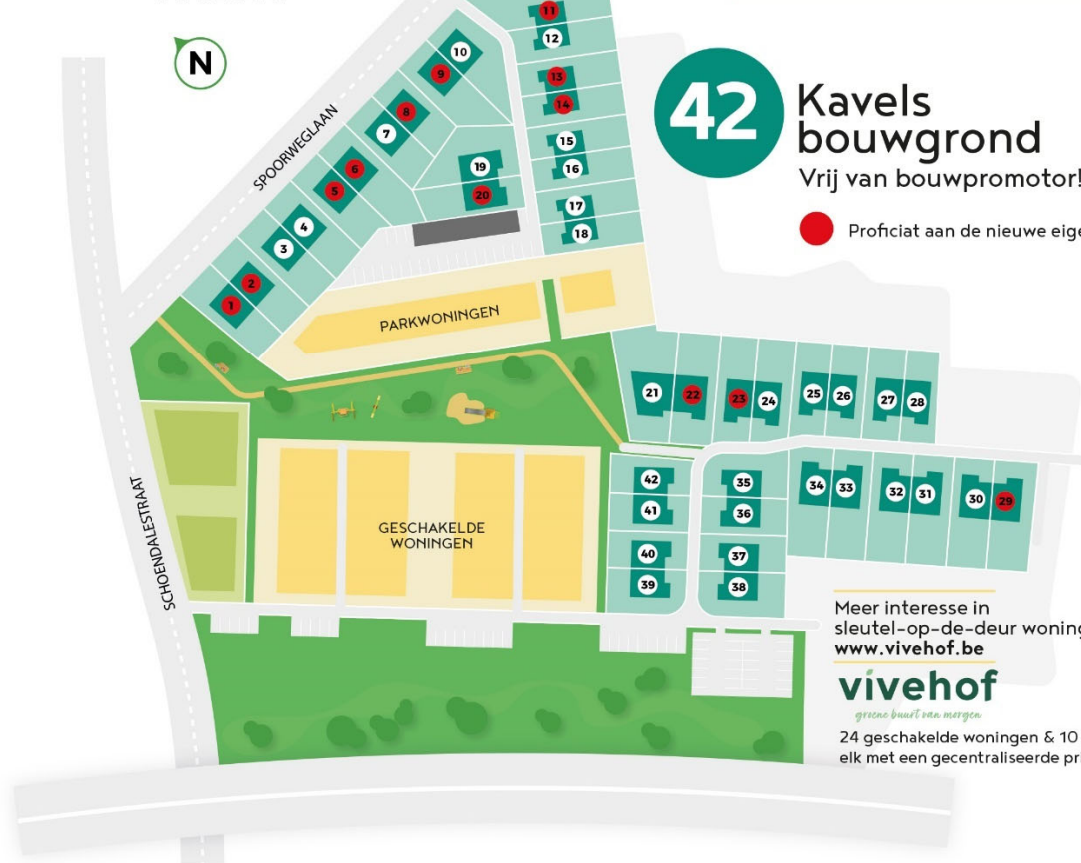 N
SPOORWEGLAAN
SCHOENDALESTRAAT
42
Kavels
bouwgrond
Vrij van bouwpromotor!
Proficiat aan de nieuwe eige
11
12
13
14
15
16
17
18
10
9
8
7
6
5
4
3
2
1
19
20
PARKWONINGEN
21
22
23
24
25
26
27
28
GESCHAKELDE
WONINGEN
42
41
40
39
35
36
37
38
34
33
32
31
30
29
Meer interesse in
sleutel-op-de-deur woning
www.vivehof.be
vivehof
groene buurt van morgen
24 geschakelde woningen & 10
elk met een gecentraliseerde pri